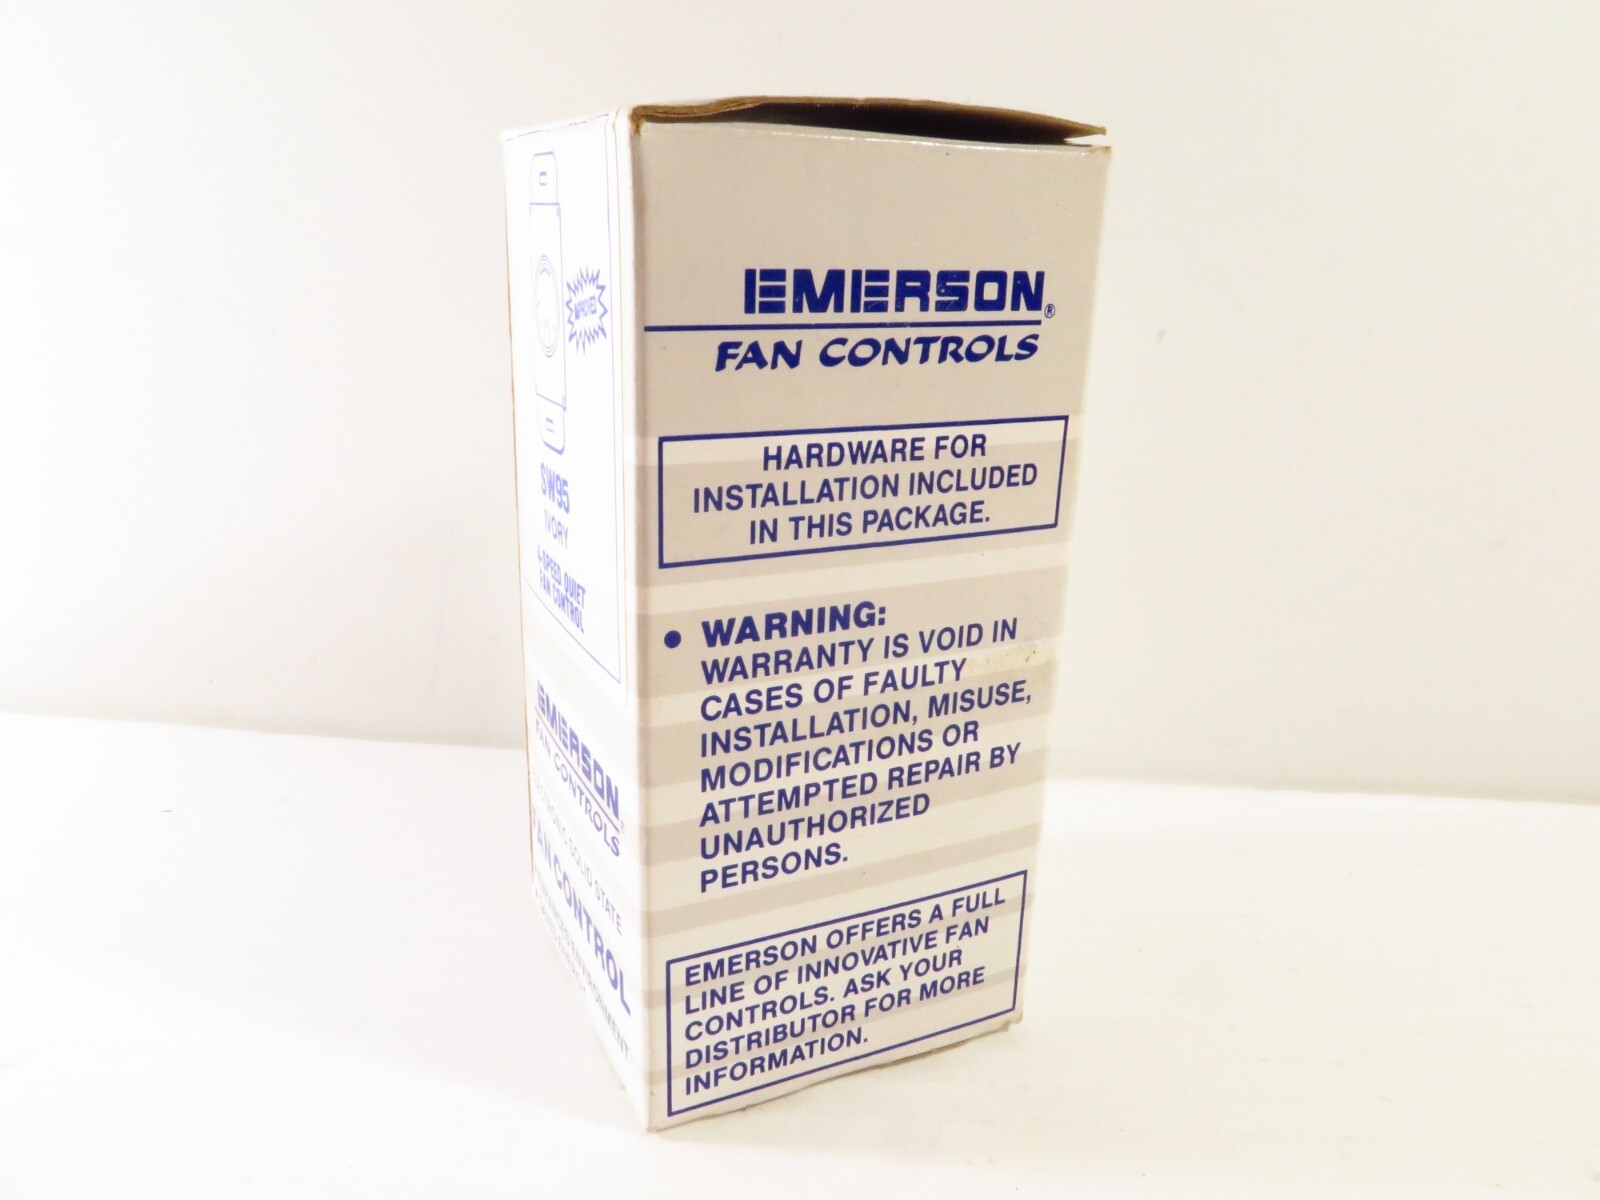 IMPROVED
SW95
IVORY
4-SPEED QUIET
FAN CONTROL
EMERSON®
FAN CONTROLS
ELECTRONIC SOLID STATE
FAN CONTROL
ENVIRONMENT
EMERSON®
FAN CONTROLS
HARDWARE FOR
INSTALLATION INCLUDED
IN THIS PACKAGE.
• WARNING:
WARRANTY IS VOID IN
CASES OF FAULTY
INSTALLATION, MISUSE,
MODIFICATIONS OR
ATTEMPTED REPAIR BY
UNAUTHORIZED
PERSONS.
EMERSON OFFERS A FULL
LINE OF INNOVATIVE FAN
CONTROLS. ASK YOUR
DISTRIBUTOR FOR MORE
INFORMATION.